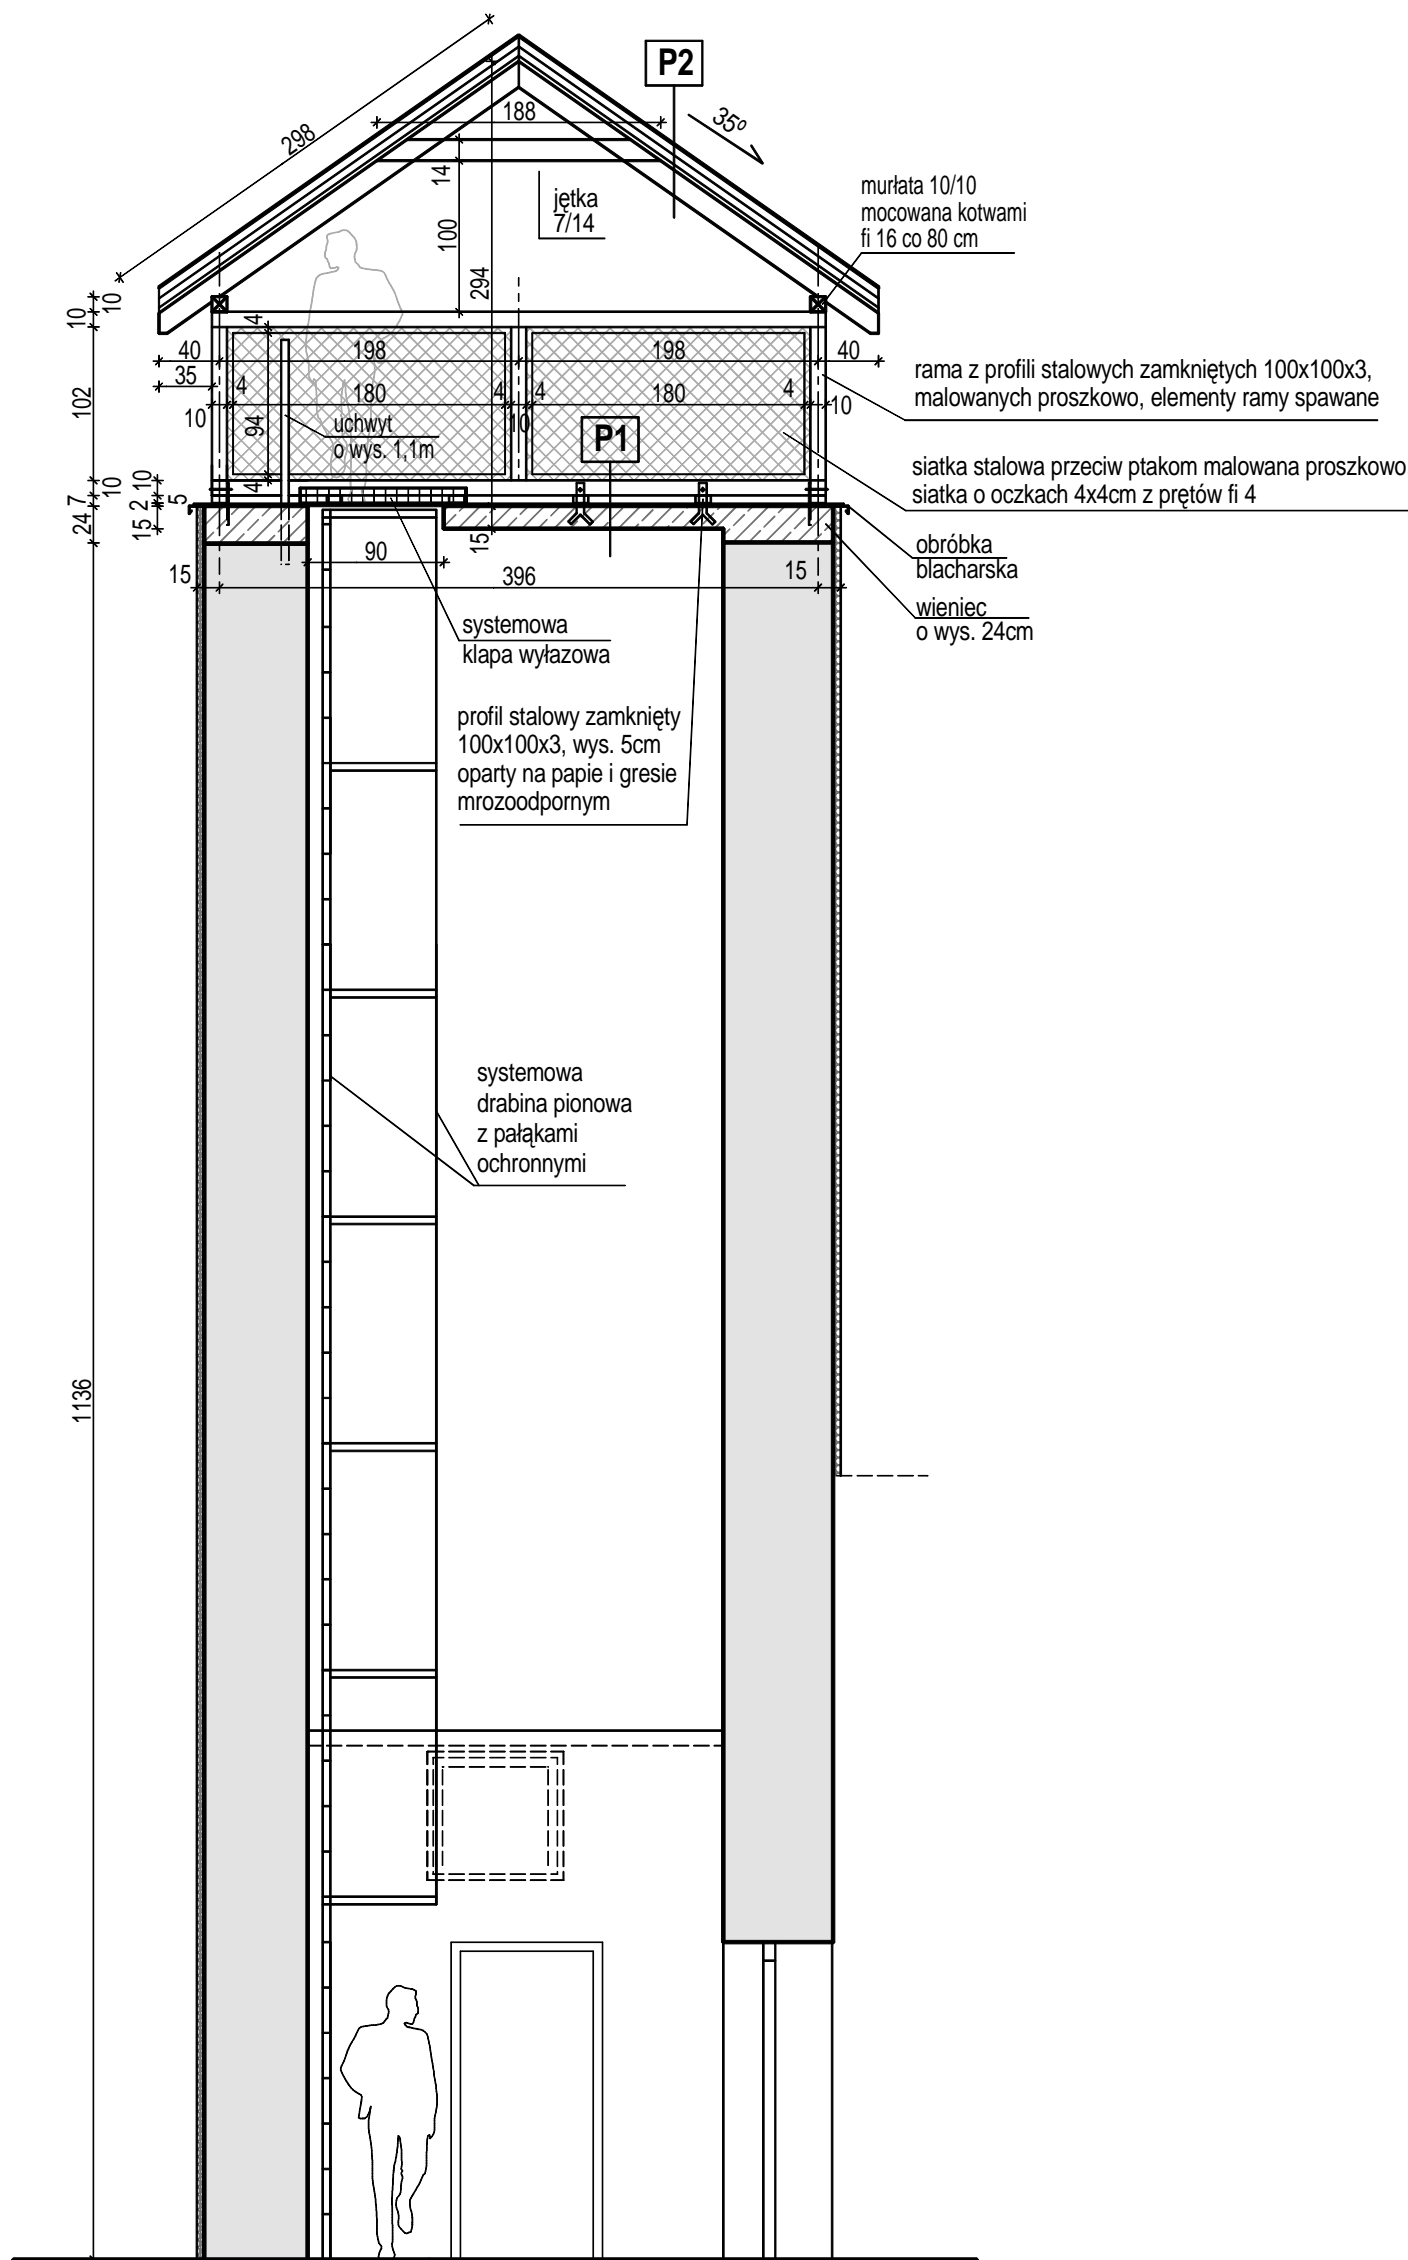 P2
298
188
35º
14
jętka
7/14
100
294
murłata 10/10
mocowana kotwami
fi 16 co 80 cm
10
10
4
40
198
198
40
35
4
180
4
4
180
4
10
10
10
102
94
uchwyt
o wys. 1,1m
P1
rama z profili stalowych zamkniętych 100x100x3,
malowanych proszkowo, elementy ramy spawane
siatka stalowa przeciw ptakom malowana proszkowo
siatka o oczkach 4x4cm z prętów fi 4
4
10
10
7
2
5
24
15
15
90
15
396
15
obróbka
blacharska
wieniec
o wys. 24cm
systemowa
klapa wyłazowa
profil stalowy zamknięty
100x100x3, wys. 5cm
oparty na papie i gresie
mrozoodpornym
systemowa
drabina pionowa
z pałąkami
ochronnymi
1136